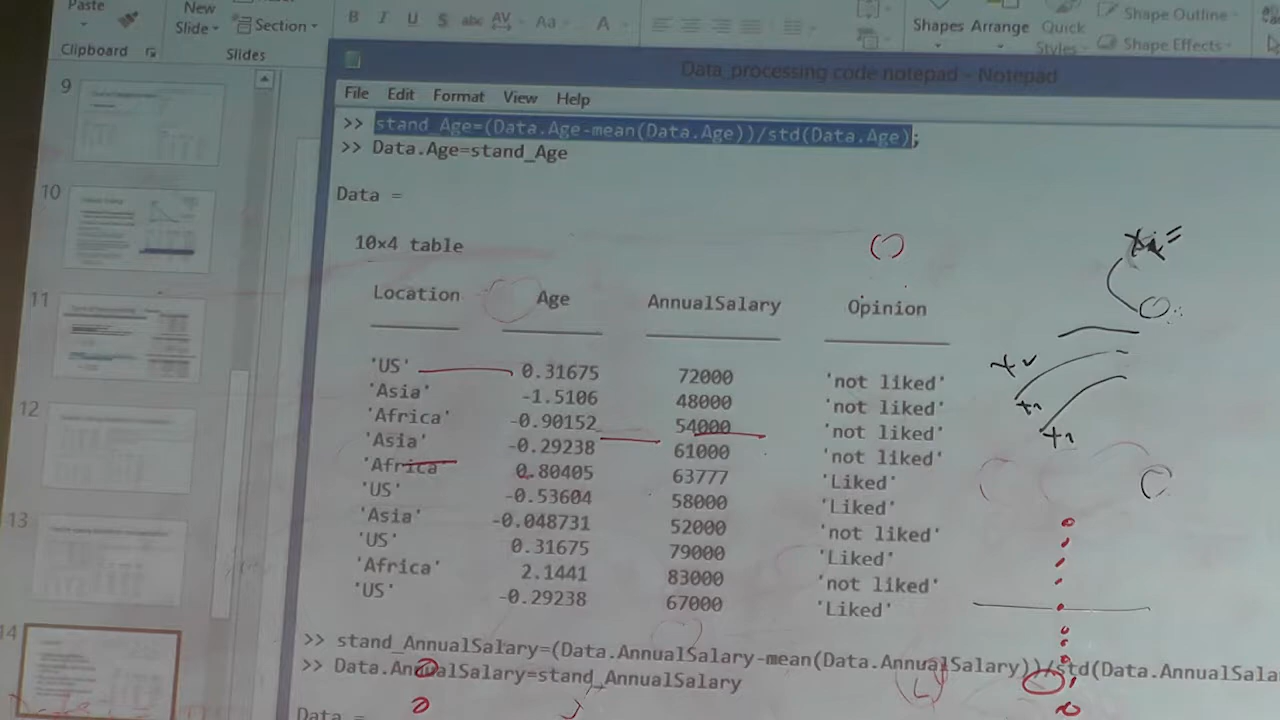 Paste
New
Slide
Section
Clipboard
Slides
B I U S abc AV Aa A
Shapes Arrange Quick
Styles
Shape Outline
Shape Effects
Data_processing code notepad - Notepad
File Edit Format View Help
>> stand_Age=(Data.Age-mean(Data.Age))/std(Data.Age);
>> Data.Age=stand_Age
Data =
10×4 table
Location Age AnnualSalary Opinion
'US' 0.31675 72000 'not liked'
'Asia' -1.5106 48000 'not liked'
'Africa' -0.90152 54000 'not liked'
'Asia' -0.29238 61000 'not liked'
'Africa' 0.80405 63777 'Liked'
'US' -0.53604 58000 'Liked'
'Asia' -0.048731 52000 'not liked'
'US' 0.31675 79000 'Liked'
'Africa' 2.1441 83000 'not liked'
'US' -0.29238 67000 'Liked'
>> stand_AnnualSalary=(Data.AnnualSalary-mean(Data.AnnualSalary))/std(Data.AnnualSala
>> Data.AnnualSalary=stand_AnnualSalary
Data =
9
10
11
12
13
14